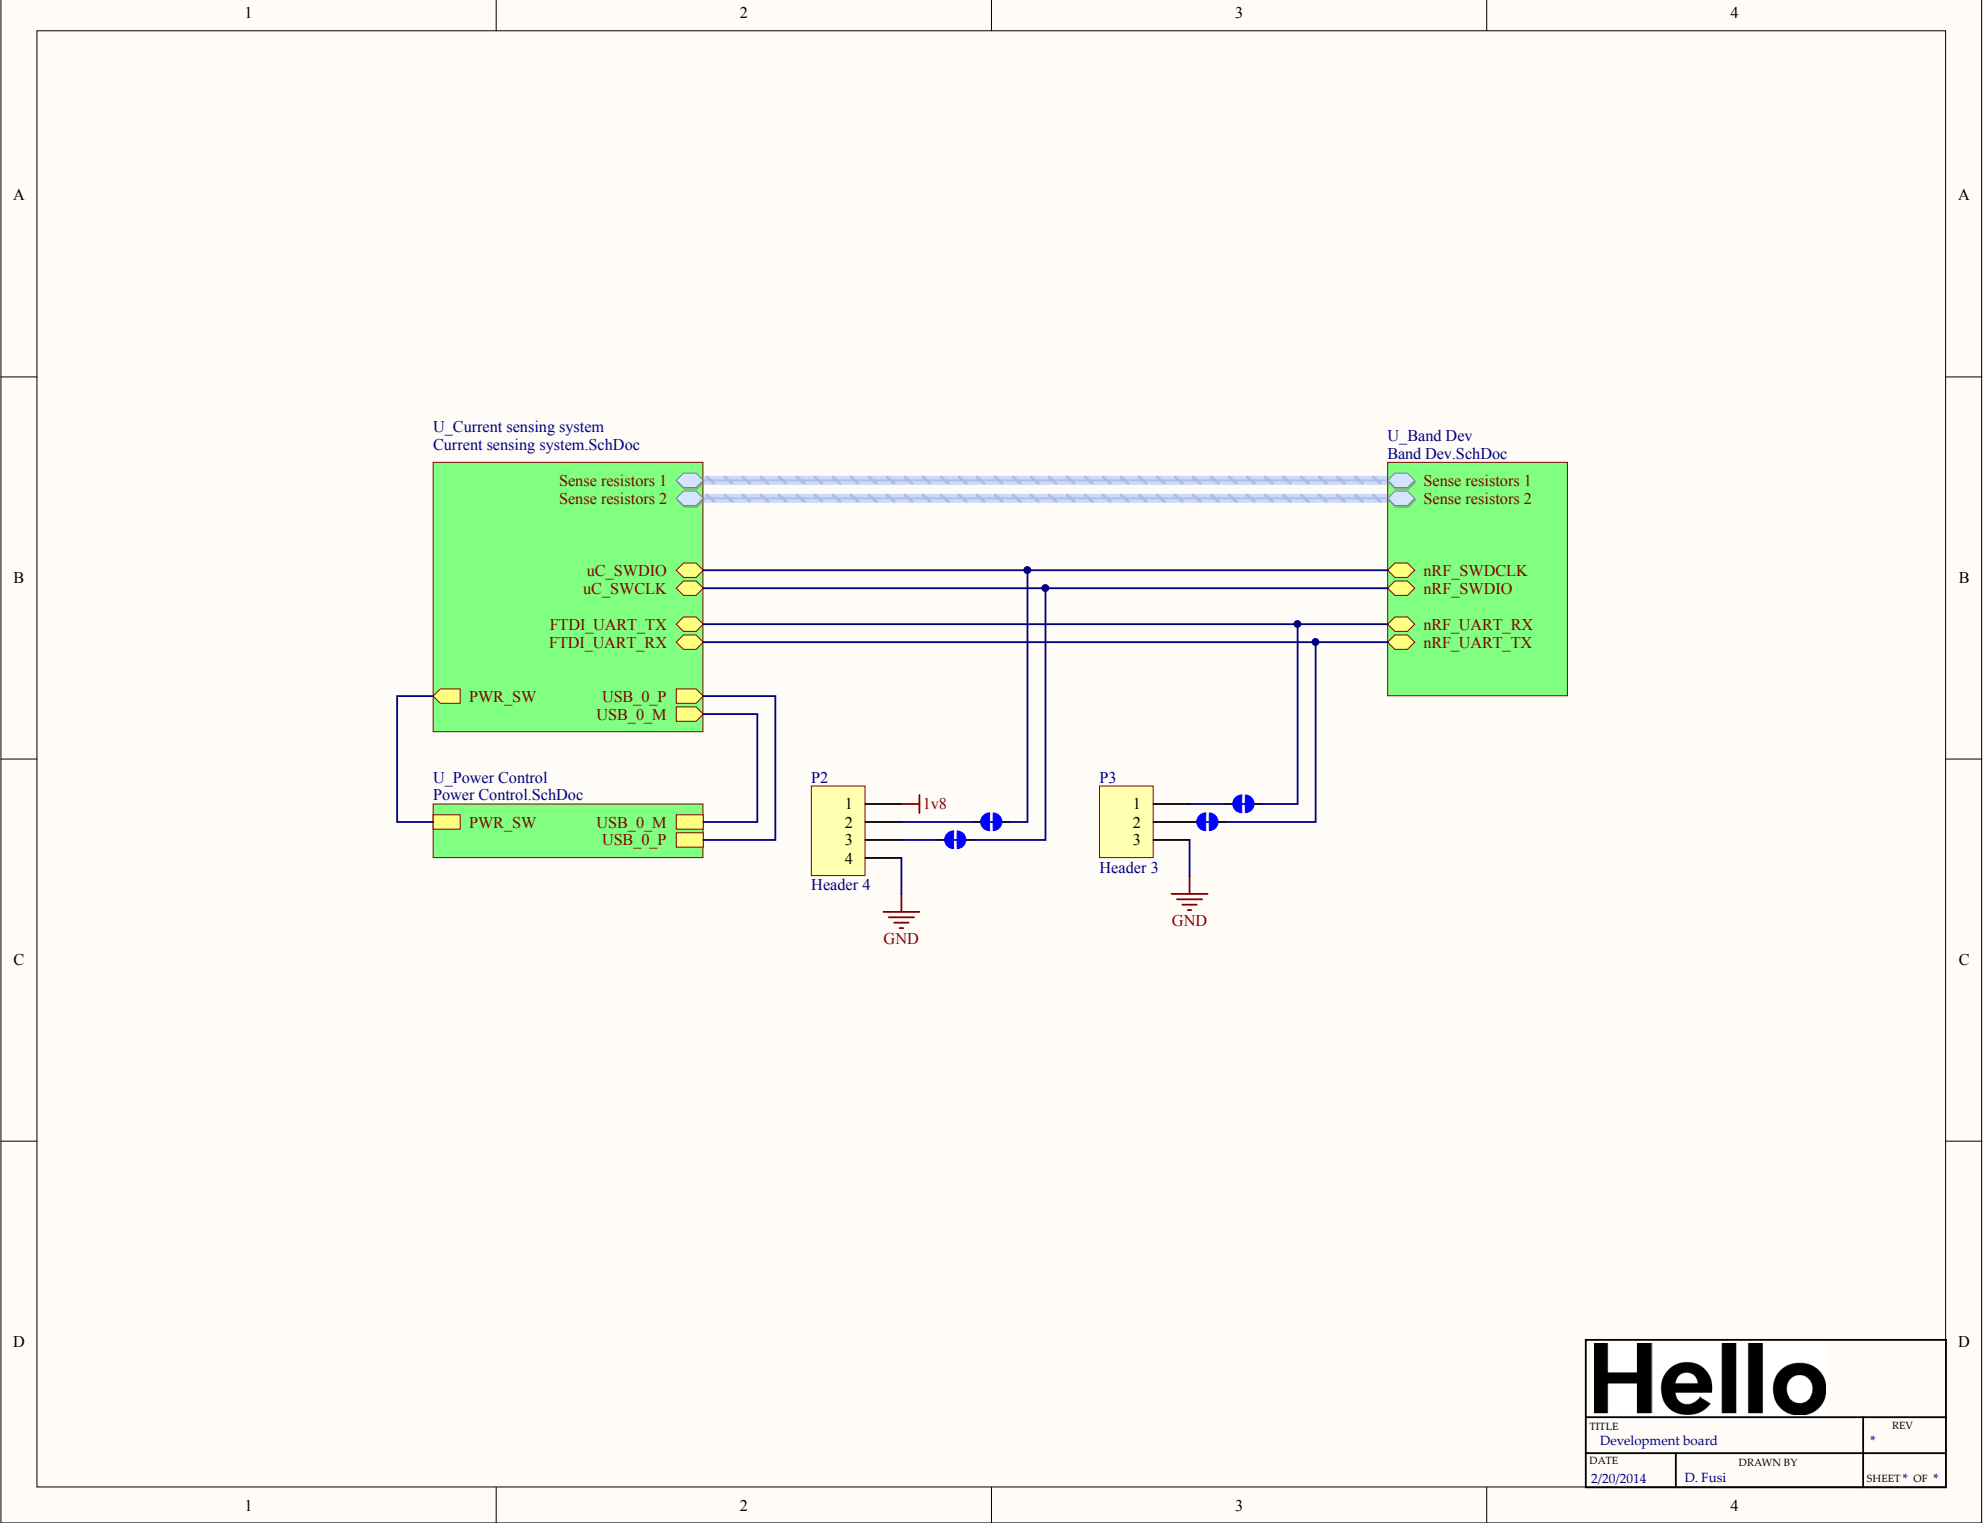 1 2 3 4
A A
U_Current sensing system
Current sensing system.SchDoc
U_Band Dev
Band Dev.SchDoc
Sense resistors 1 Sense resistors 1
Sense resistors 2 Sense resistors 2
B B
uC_SWDIO nRF_SWDCLK
uC_SWCLK nRF_SWDIO
FTDI_UART_TX nRF_UART_RX
FTDI_UART_RX nRF_UART_TX
PWR_SW USB_0_P
USB_0_M
U_Power Control
Power Control.SchDoc
PWR_SW USB_0_M
USB_0_P
P2
1 1v8
2
3
4
Header 4
GND
P3
1
2
3
Header 3
GND
C C
D D
Hello
TITLE
Development board
REV
*
DATE
2/20/2014
DRAWN BY
D. Fusi
SHEET * OF *
1 2 3 4